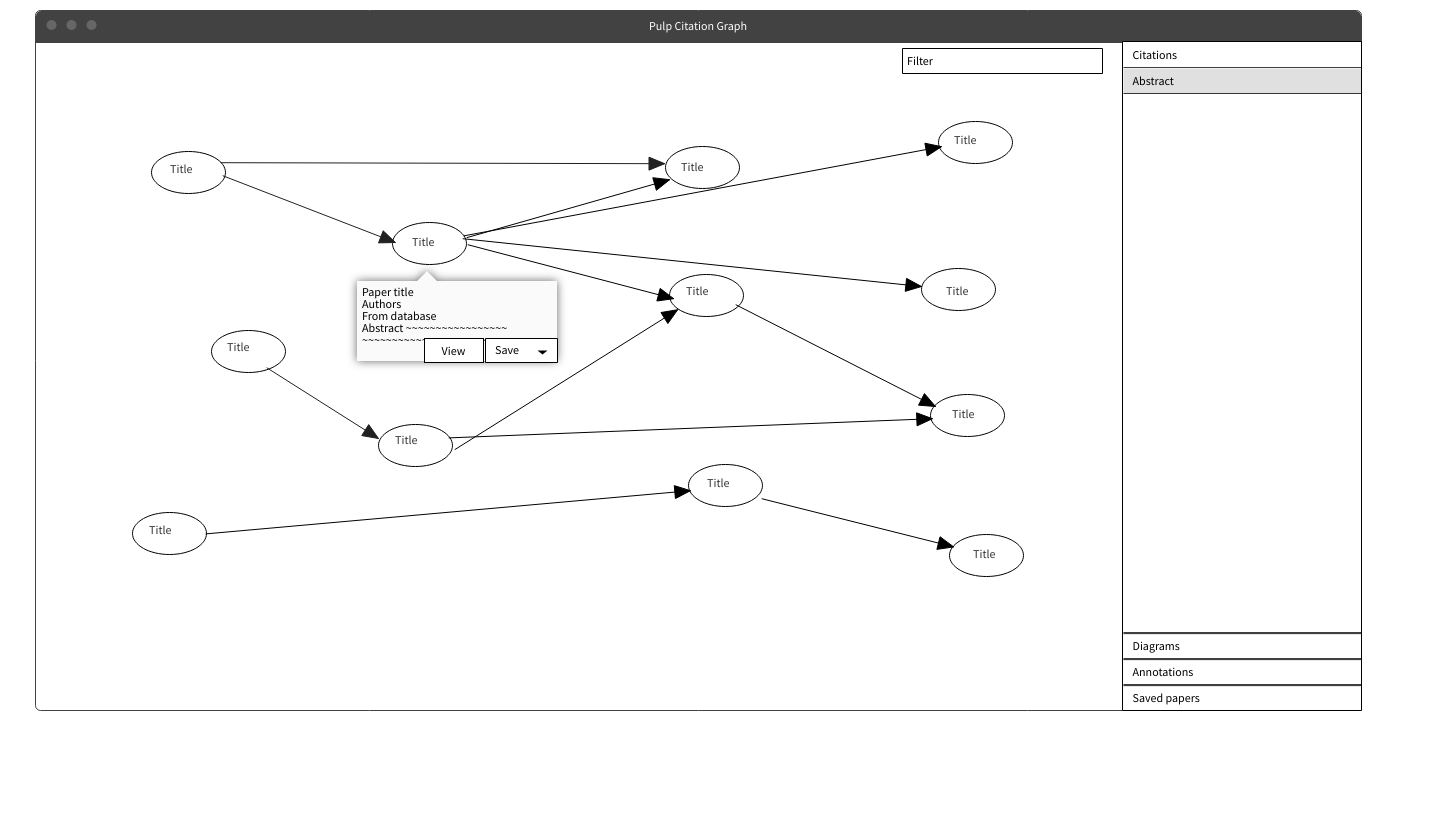 Pulp Citation Graph
Filter
Citations
Abstract
Title
Title
Title
Title
Title
Paper title
Authors
From database
Abstract ~~~~~~~~~~~~~~~~~
~~~~~~~~~~~
View
Save
Title
Title
Title
Title
Title
Title
Title
Title
Diagrams
Annotations
Saved papers